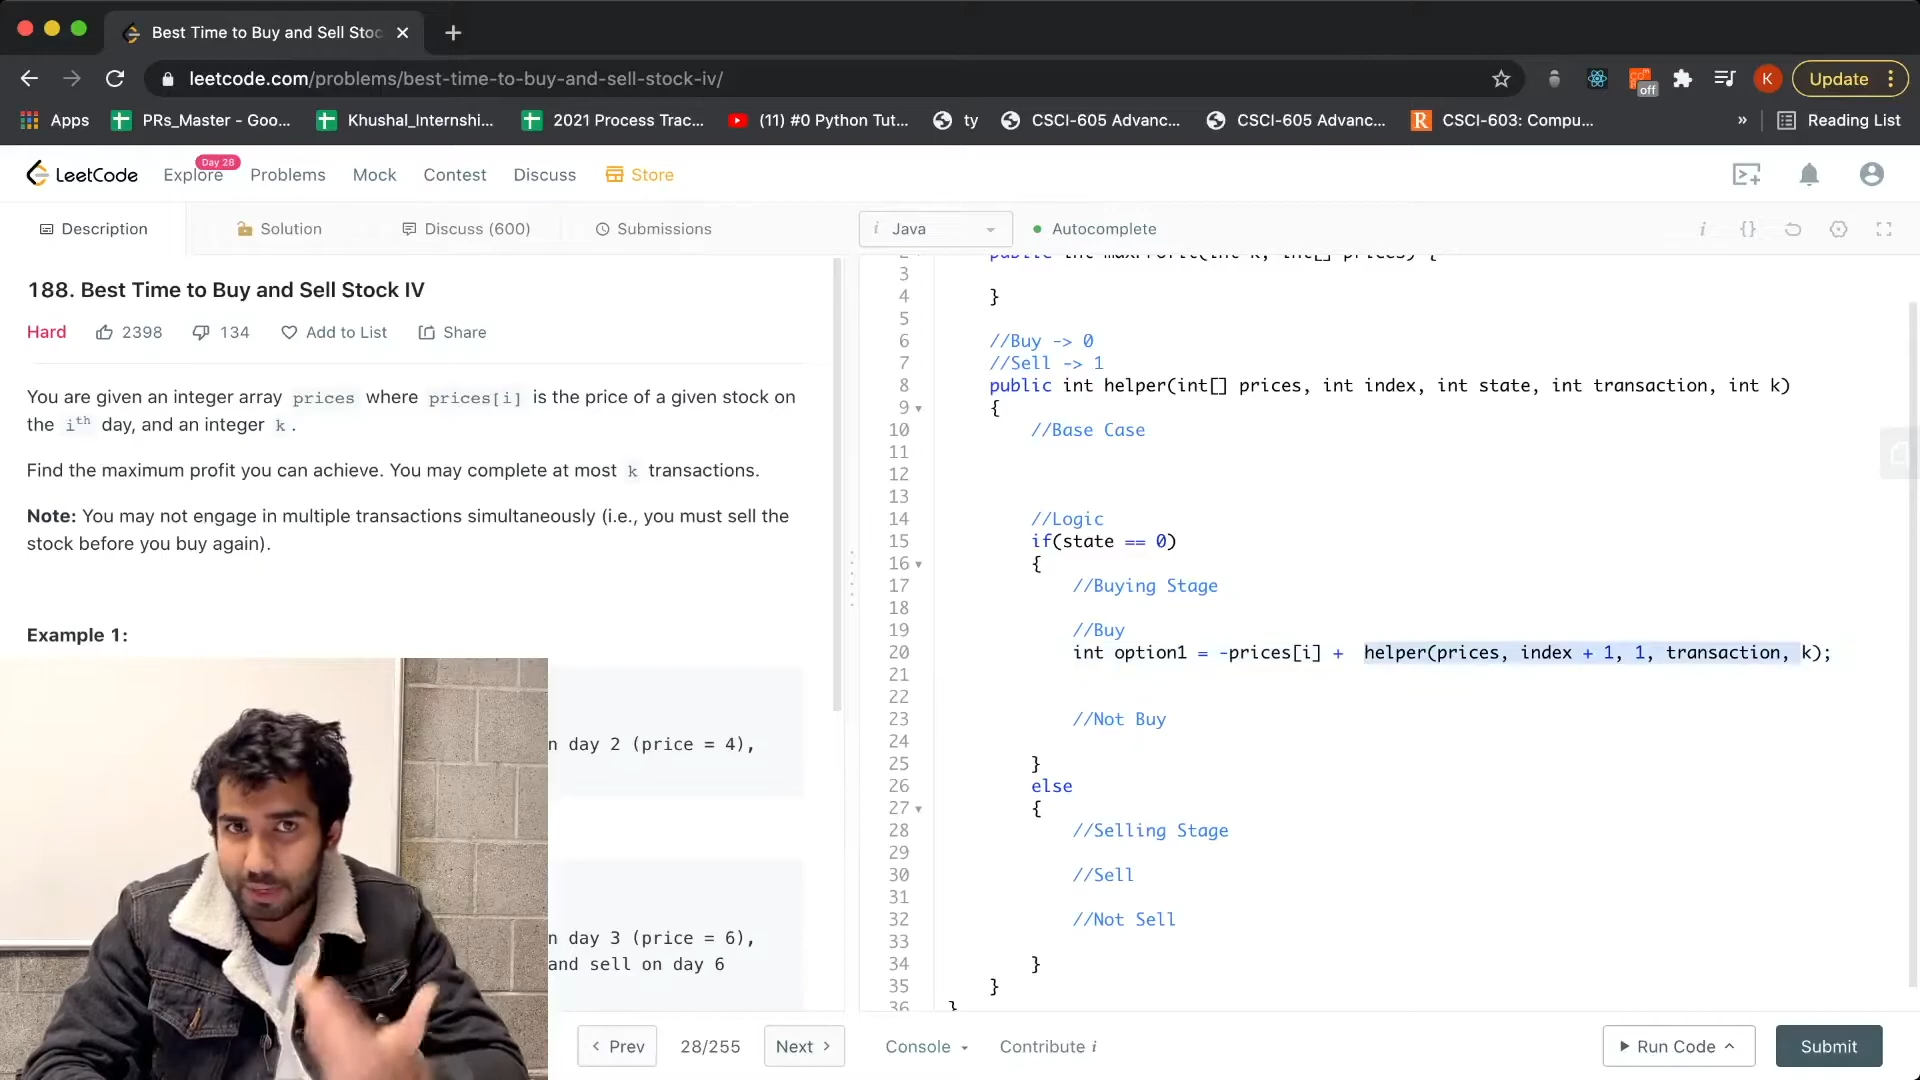 Best Time to Buy and Sell Stoc
leetcode.com/problems/best-time-to-buy-and-sell-stock-iv/
off
K
Update
Apps
PRs_Master - Goo...
Khushal_Internshi...
2021 Process Trac...
(11) #0 Python Tut...
ty
CSCI-605 Advanc...
CSCI-605 Advanc...
R
CSCI-603: Compu...
»
Reading List
LeetCode
Explore
Day 28
Problems
Mock
Contest
Discuss
Store
Description
Solution
Discuss (600)
Submissions
i Java
Autocomplete
i
{}
188. Best Time to Buy and Sell Stock IV
Hard
2398
134
Add to List
Share
You are given an integer array prices where prices[i] is the price of a given stock on
the ith day, and an integer k .
Find the maximum profit you can achieve. You may complete at most k transactions.
Note: You may not engage in multiple transactions simultaneously (i.e., you must sell the
stock before you buy again).
Example 1:
n day 2 (price = 4),
n day 3 (price = 6),
and sell on day 6
2 public int maxProfit(int k, int[] prices) {
3
4 }
5
6 //Buy -> 0
7 //Sell -> 1
8 public int helper(int[] prices, int index, int state, int transaction, int k)
9 {
10 //Base Case
11
12
13
14 //Logic
15 if(state == 0)
16 {
17 //Buying Stage
18
19 //Buy
20 int option1 = -prices[i] + helper(prices, index + 1, 1, transaction, k);
21
22
23 //Not Buy
24
25 }
26 else
27 {
28 //Selling Stage
29
30 //Sell
31
32 //Not Sell
33
34 }
35 }
36 }
Prev
28/255
Next
Console
Contribute i
Run Code
Submit